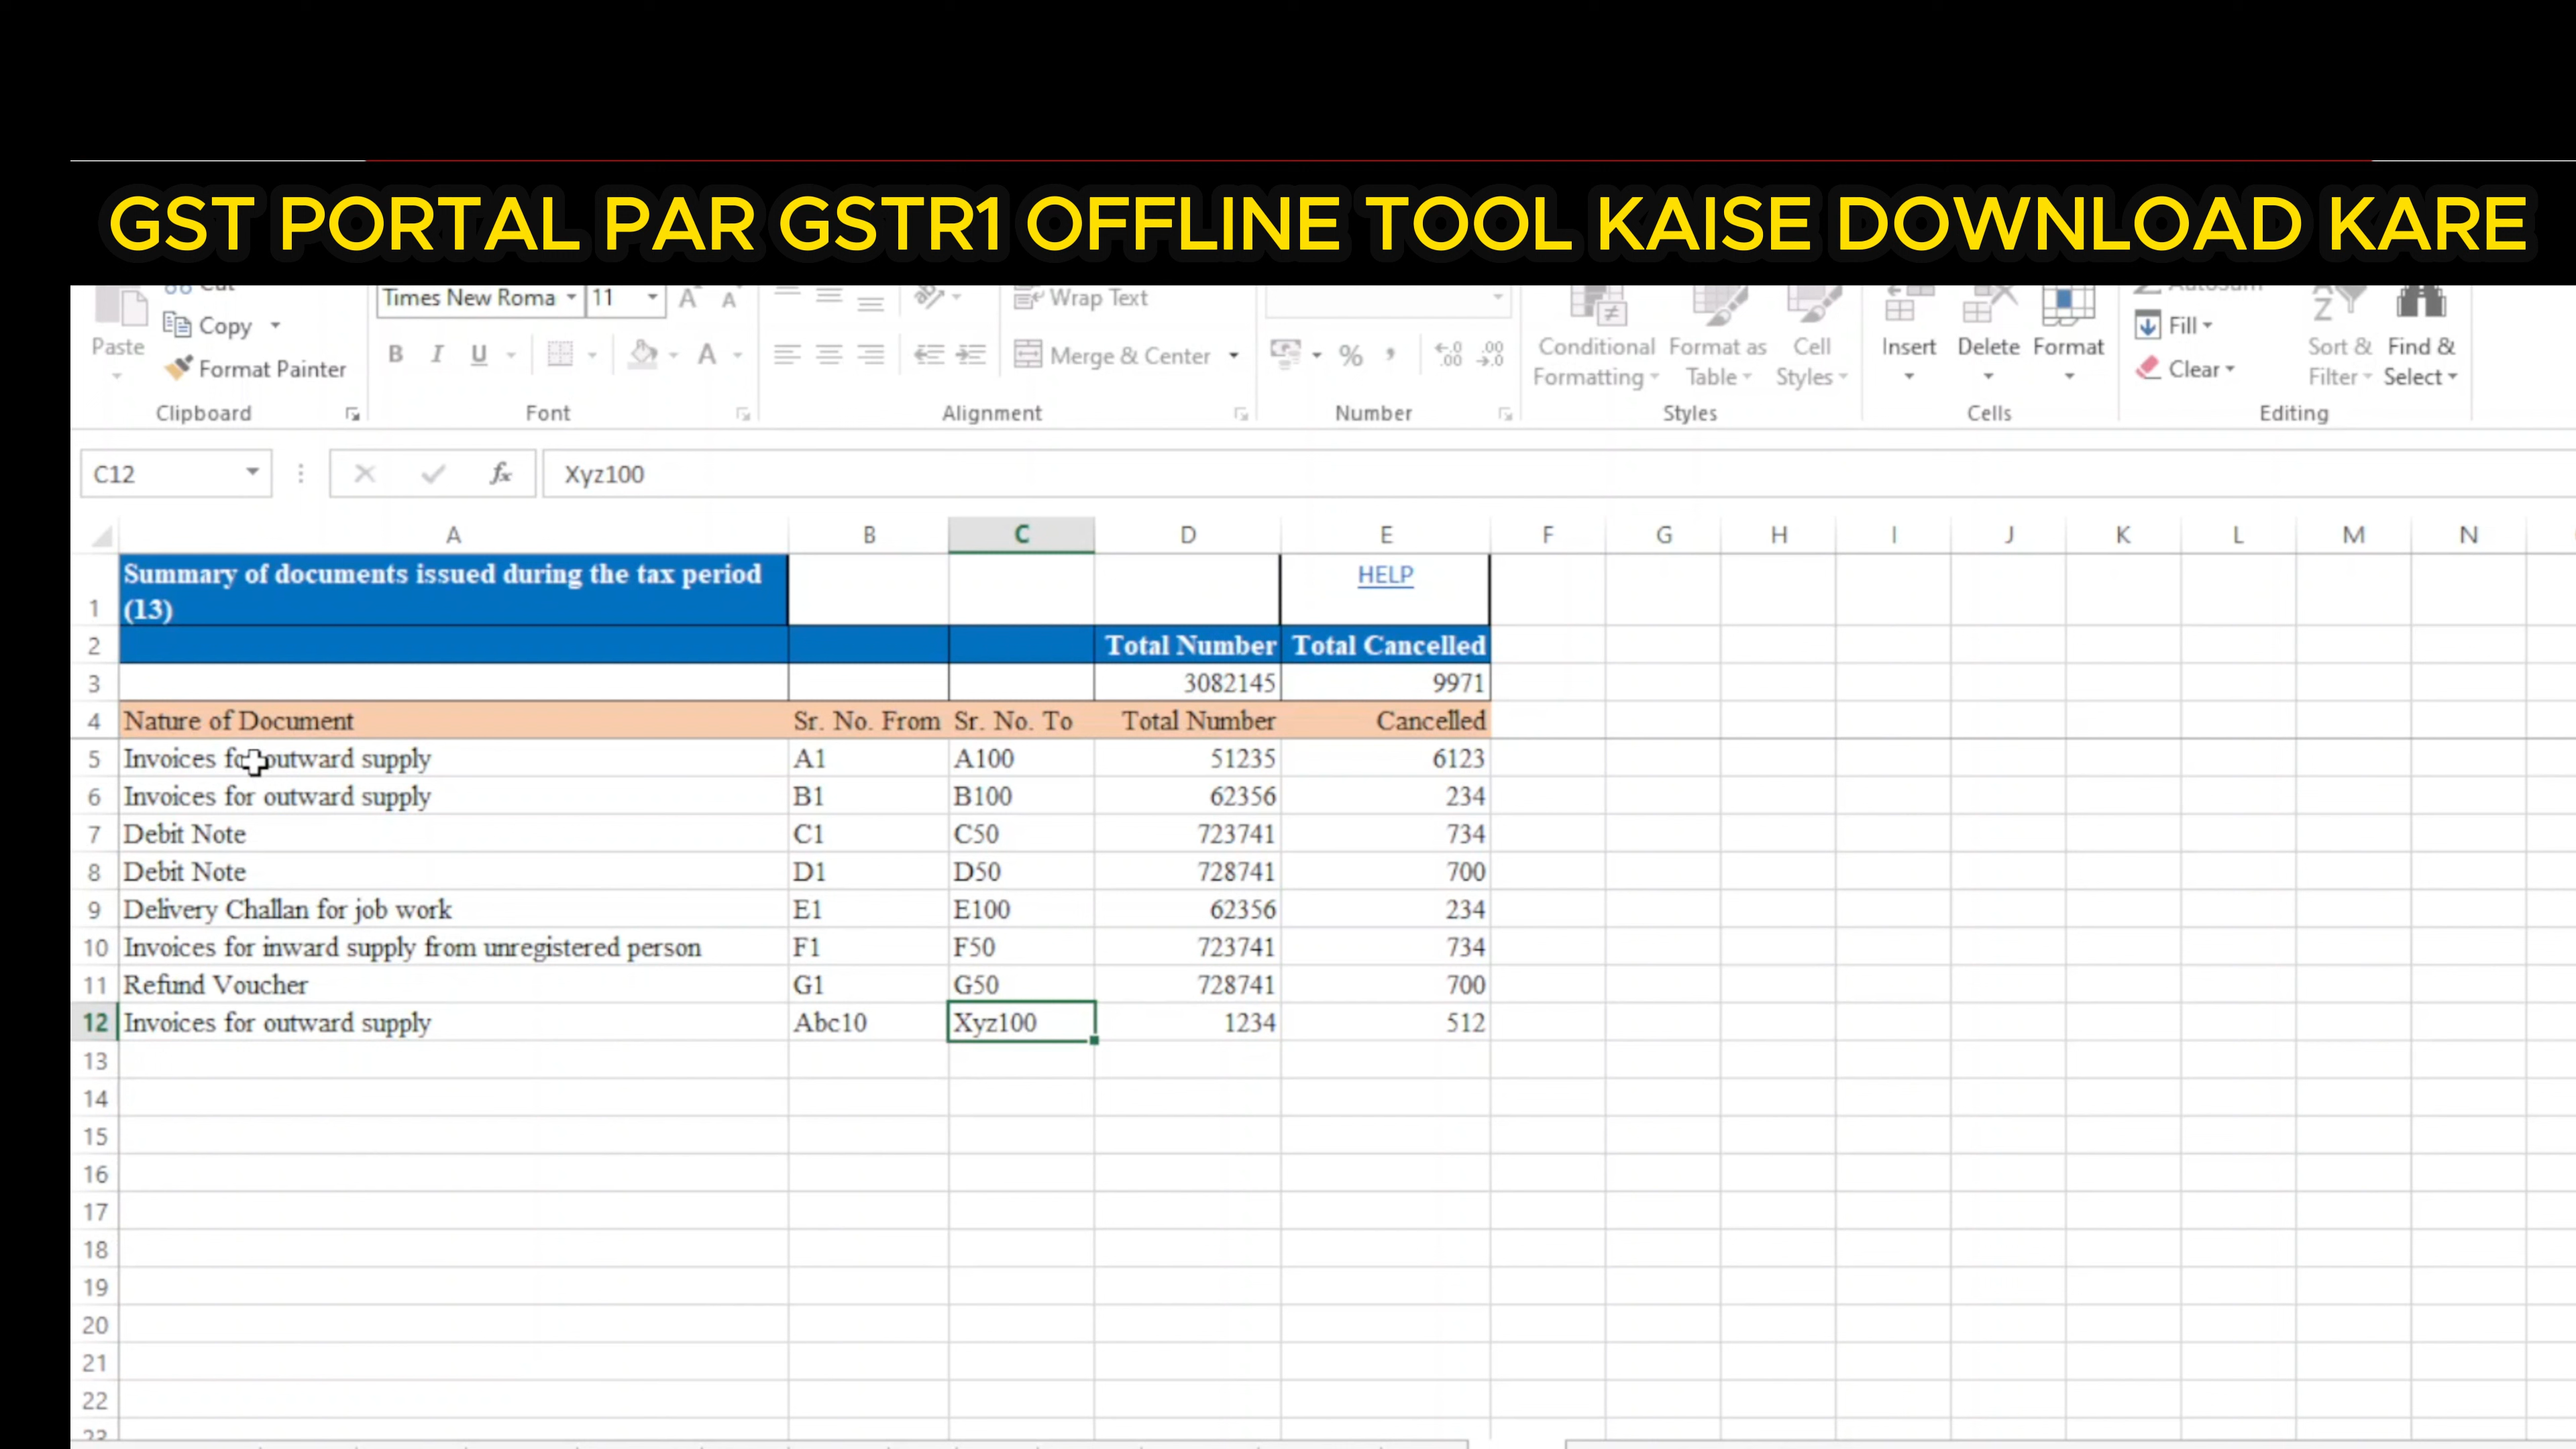 GST PORTAL PAR GSTR1 OFFLINE TOOL KAISE DOWNLOAD KARE
Cut Times New Roma 11 A A Wrap Text Autosum
Copy Fill
Paste B I U A Merge & Center % , Conditional Format as Cell Insert Delete Format Sort & Find &
Format Painter Formatting Table Styles Clear Filter Select
Clipboard Font Alignment Number Styles Cells Editing
C12 fx Xyz100
A B C D E F G H I J K L M N
Summary of documents issued during the tax period HELP
1 (13)
2 Total Number Total Cancelled
3 3082145 9971
4 Nature of Document Sr. No. From Sr. No. To Total Number Cancelled
5 Invoices for outward supply A1 A100 51235 6123
6 Invoices for outward supply B1 B100 62356 234
7 Debit Note C1 C50 723741 734
8 Debit Note D1 D50 728741 700
9 Delivery Challan for job work E1 E100 62356 234
10 Invoices for inward supply from unregistered person F1 F50 723741 734
11 Refund Voucher G1 G50 728741 700
12 Invoices for outward supply Abc10 Xyz100 1234 512
13
14
15
16
17
18
19
20
21
22
23